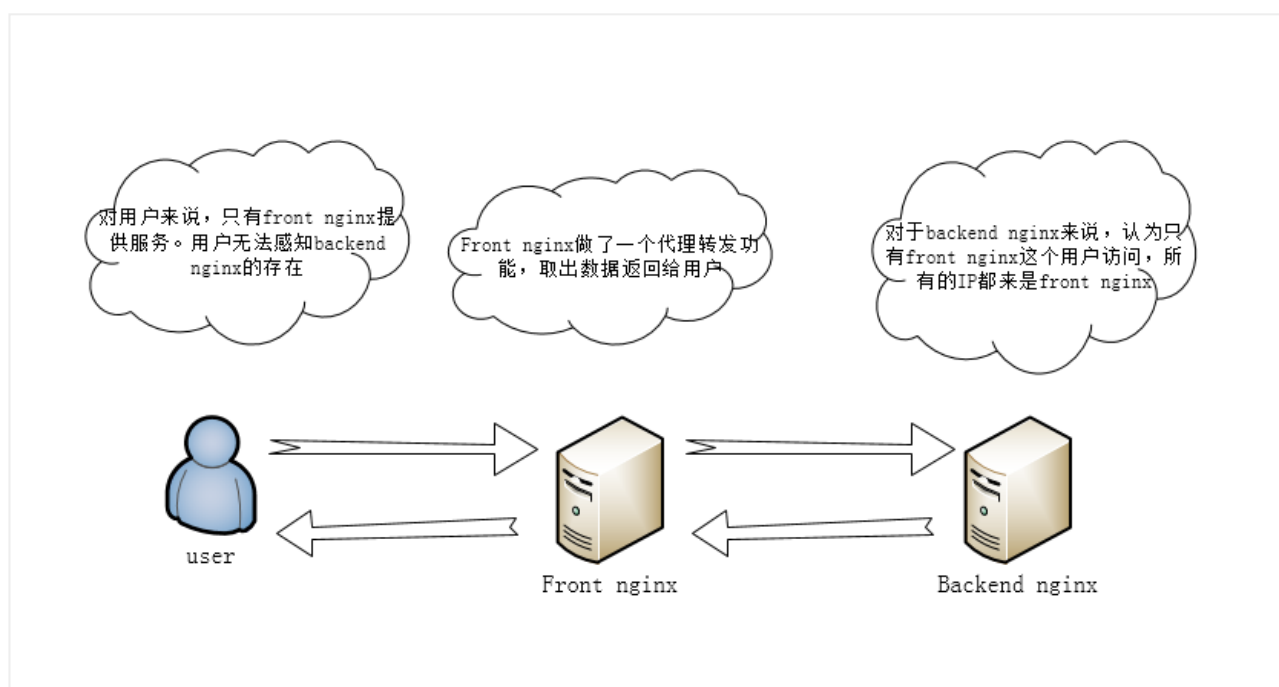 对用户来说，只有front nginx提
供服务。用户无法感知backend
nginx的存在
Front nginx做了一个代理转发功
能，取出数据返回给用户
对于backend nginx来说，认为只
有front nginx这个用户访问，所
有的IP都来是front nginx
user
Front nginx
Backend nginx